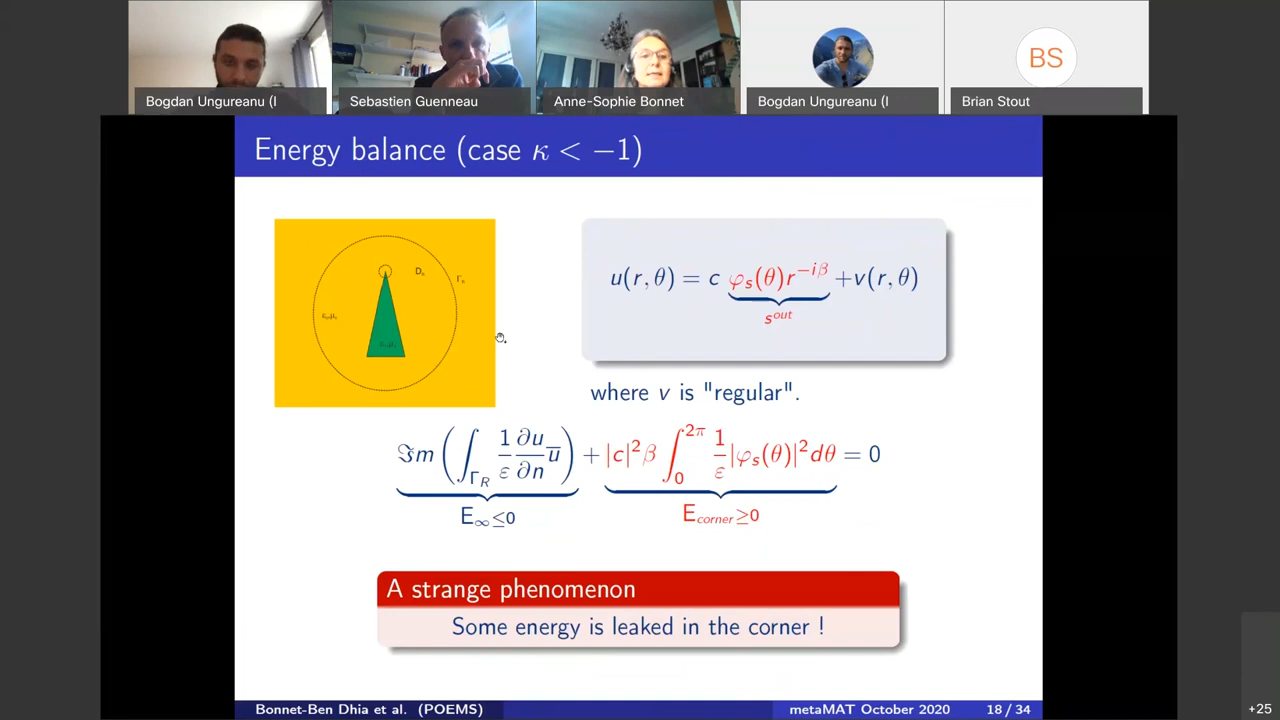 BS
Bogdan Ungureanu (I
Sebastien Guenneau
Anne-Sophie Bonnet
Bogdan Ungureanu (I
Brian Stout
Energy balance (case κ < −1)
D
Γ
u(r, θ) = c φ_s(θ)r^{−iβ} + v(r, θ)
s^{out}
where v is "regular".
ℑm ( ∫_{Γ_R} 1/ε ∂u/∂n u̅ ) + |c|²β ∫_0^{2π} 1/ε |φ_s(θ)|² dθ = 0
E_∞ ≤0
E_{corner} ≥0
A strange phenomenon
Some energy is leaked in the corner !
Bonnet-Ben Dhia et al. (POEMS)
metaMAT October 2020
18 / 34
+25